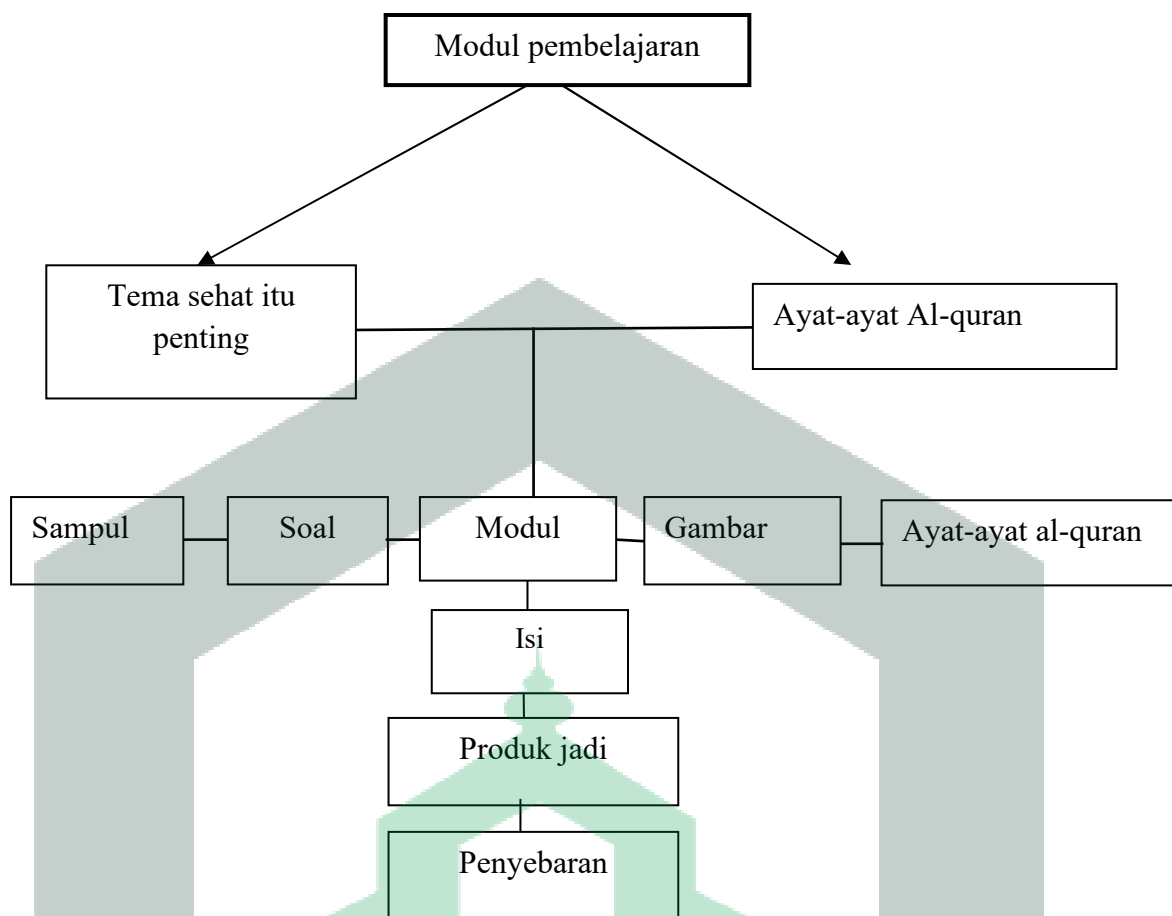 Modul pembelajaran
Tema sehat itu
penting
Ayat-ayat Al-quran
Sampul
Soal
Modul
Gambar
Ayat-ayat al-quran
Isi
Produk jadi
Penyebaran